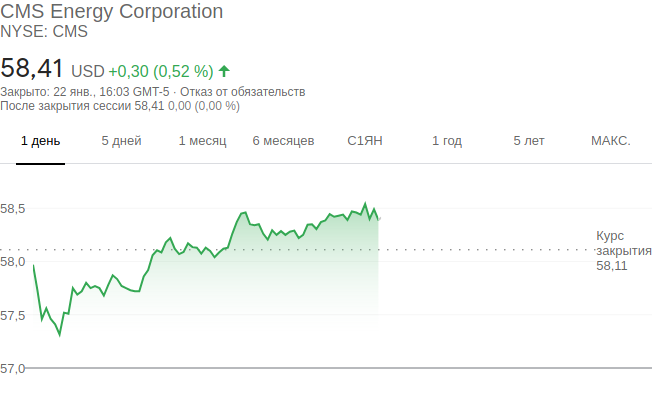 CMS Energy Corporation
NYSE: CMS
58,41 USD +0,30 (0,52 %)
Закрыто: 22 янв., 16:03 GMT-5 · Отказ от обязательств
После закрытия сессии 58,41 0,00 (0,00 %)
1 день 5 дней 1 месяц 6 месяцев С1ЯН 1 год 5 лет МАКС.
58,5
Курс
закрытия
58,11
58,0
57,5
57,0